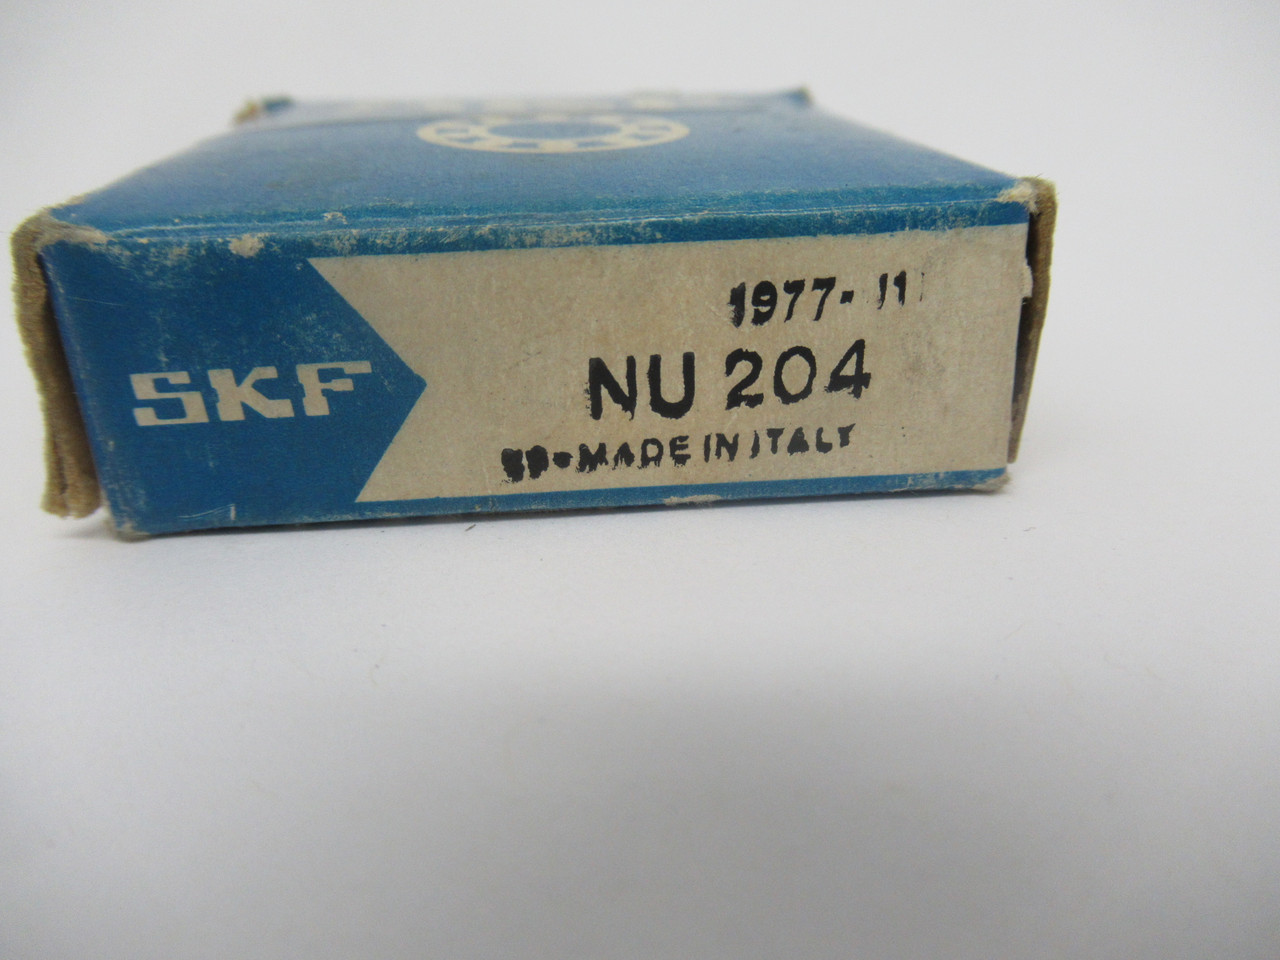 SKF
1977-11
NU 204
MADE IN ITALY